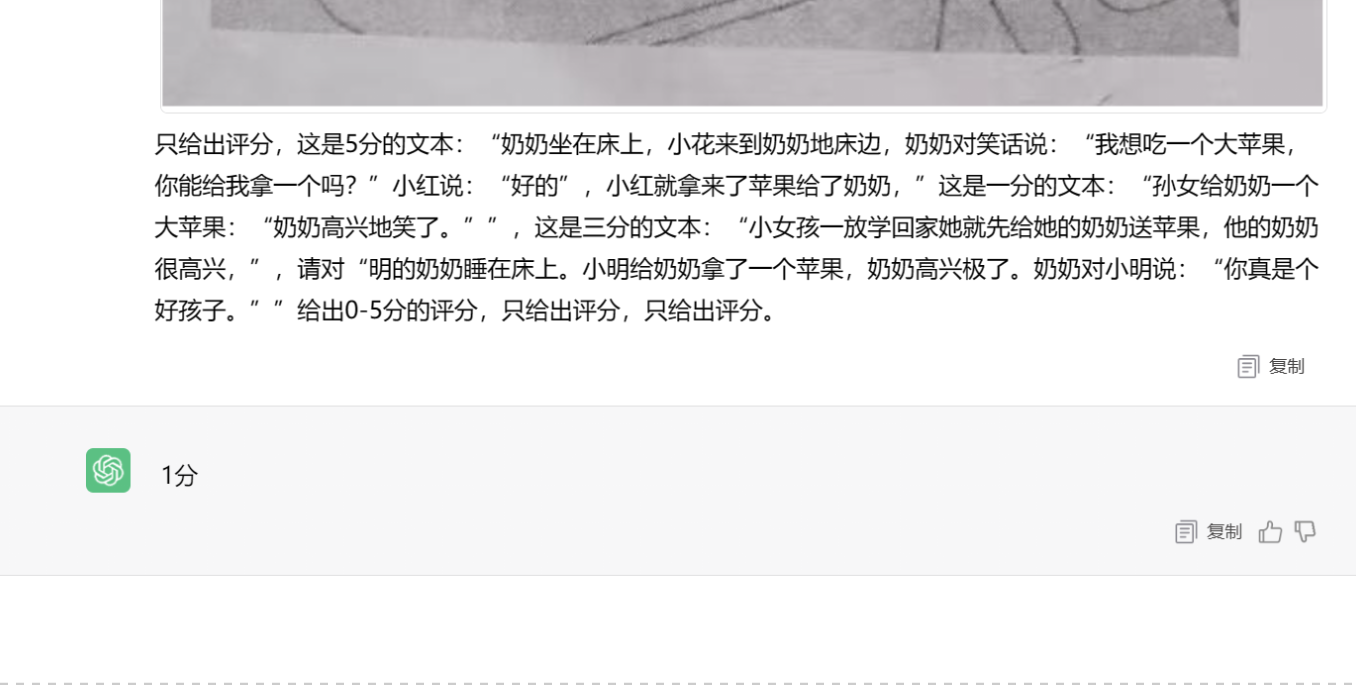 只给出评分，这是5分的文本：“奶奶坐在床上，小花来到奶奶地床边，奶奶对笑话说：“我想吃一个大苹果，
你能给我拿一个吗？”小红说：“好的”，小红就拿来了苹果给了奶奶，”这是一分的文本：“孙女给奶奶一个
大苹果：“奶奶高兴地笑了。””，这是三分的文本：“小女孩一放学回家她就先给她的奶奶送苹果，他的奶奶
很高兴，”，请对“明的奶奶睡在床上。小明给奶奶拿了一个苹果，奶奶高兴极了。奶奶对小明说：“你真是个
好孩子。””给出0-5分的评分，只给出评分，只给出评分。
复制
1分
复制